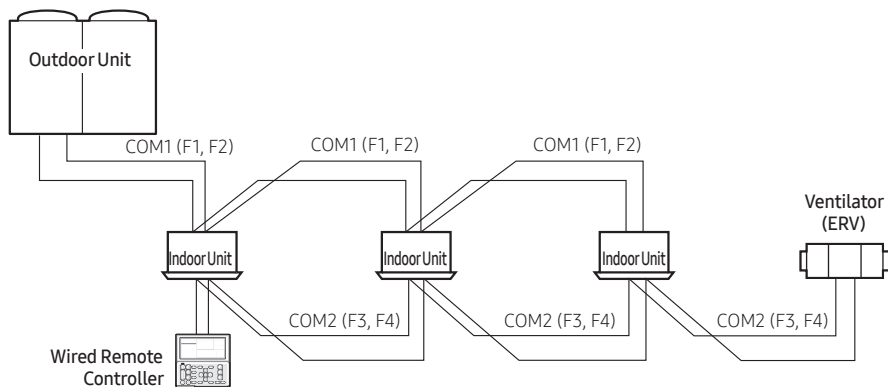 Outdoor Unit
COM1 (F1, F2)
COM1 (F1, F2)
COM1 (F1, F2)
Ventilator
(ERV)
Indoor Unit
Indoor Unit
Indoor Unit
COM2 (F3, F4)
COM2 (F3, F4)
COM2 (F3, F4)
Wired Remote
Controller